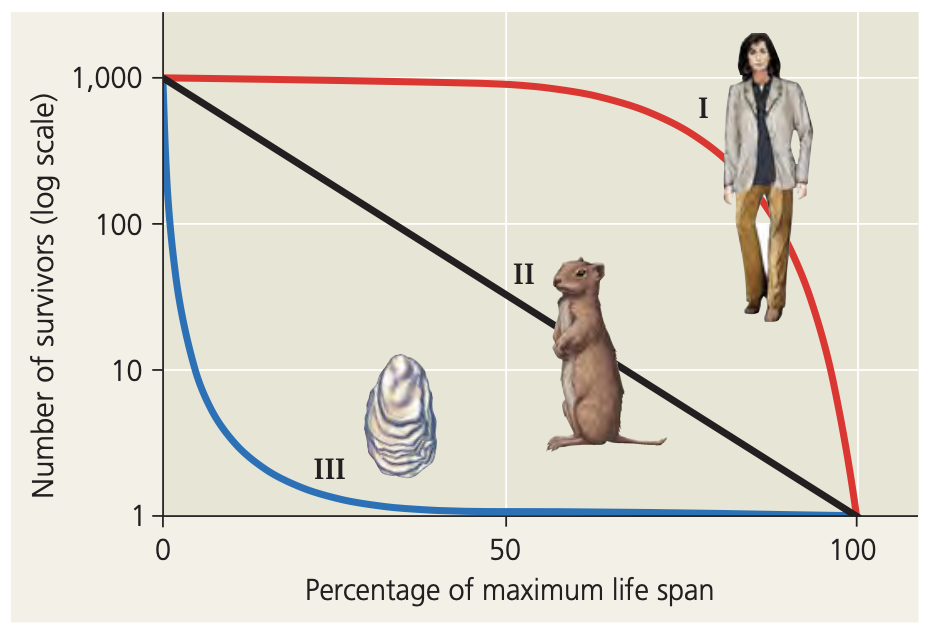 Number of survivors (log scale)
1,000
100
10
1
I
II
III
0
50
100
Percentage of maximum life span